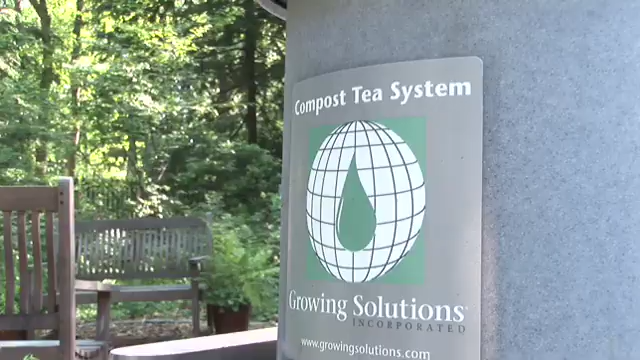 Compost Tea System
Growing Solutions
INCORPORATED
www.growingsolutions.com